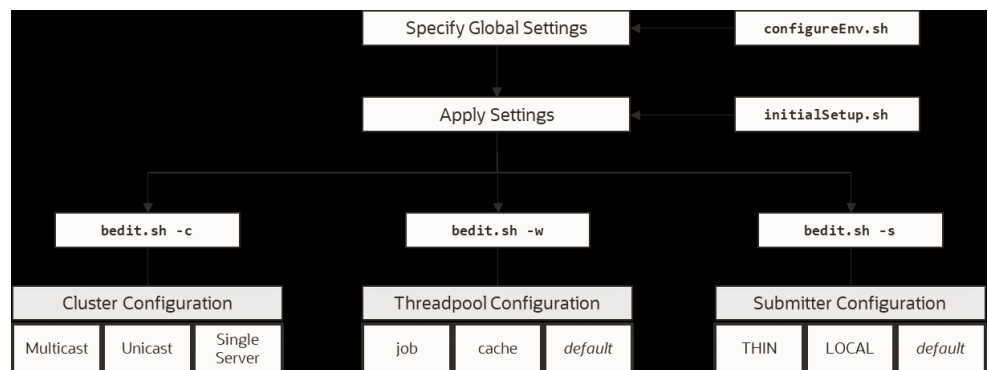 Specify Global Settings
configureEnv.sh
Apply Settings
initialSetup.sh
bedit.sh -c
bedit.sh -w
bedit.sh -s
Cluster Configuration
Threadpool Configuration
Submitter Configuration
Multicast
Unicast
Single
Server
job
cache
default
THIN
LOCAL
default